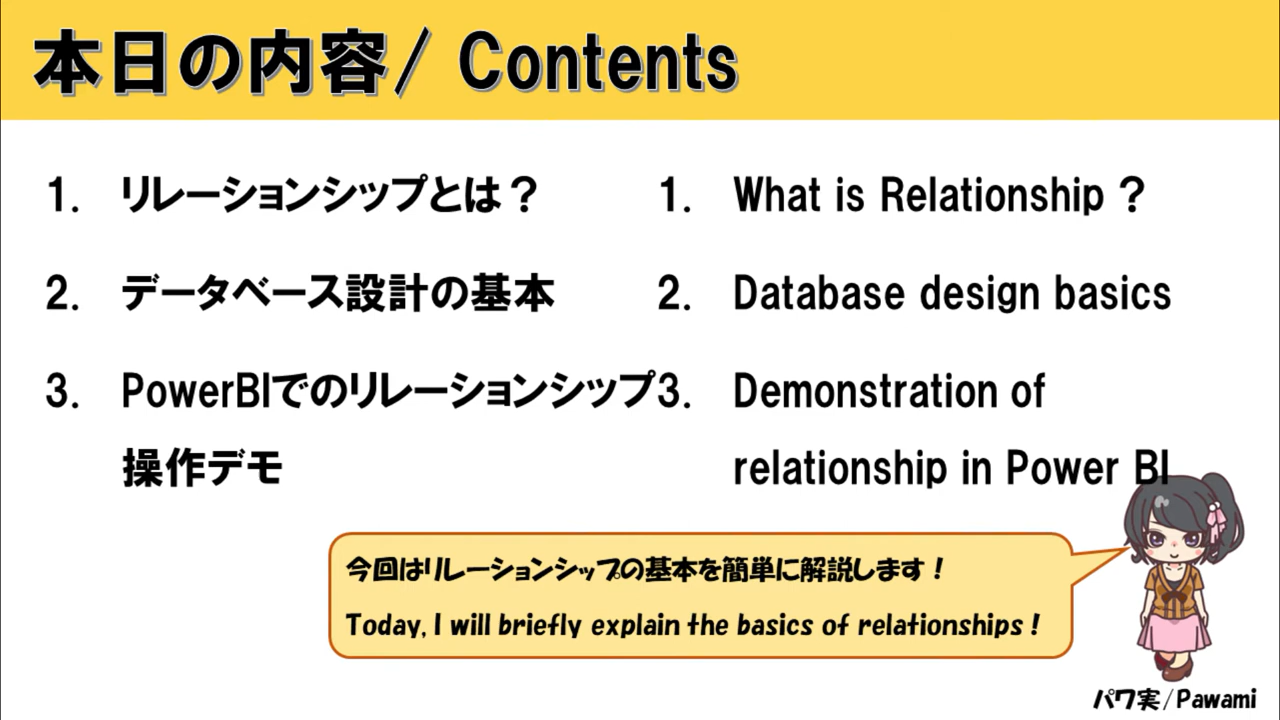 本日の内容/ Contents
1. リレーションシップとは？
2. データベース設計の基本
3. PowerBIでのリレーションシップ
操作デモ
1. What is Relationship ?
2. Database design basics
3. Demonstration of
relationship in Power BI
今回はリレーションシップの基本を簡単に解説します！
Today, I will briefly explain the basics of relationships !
パワ実/Pawami